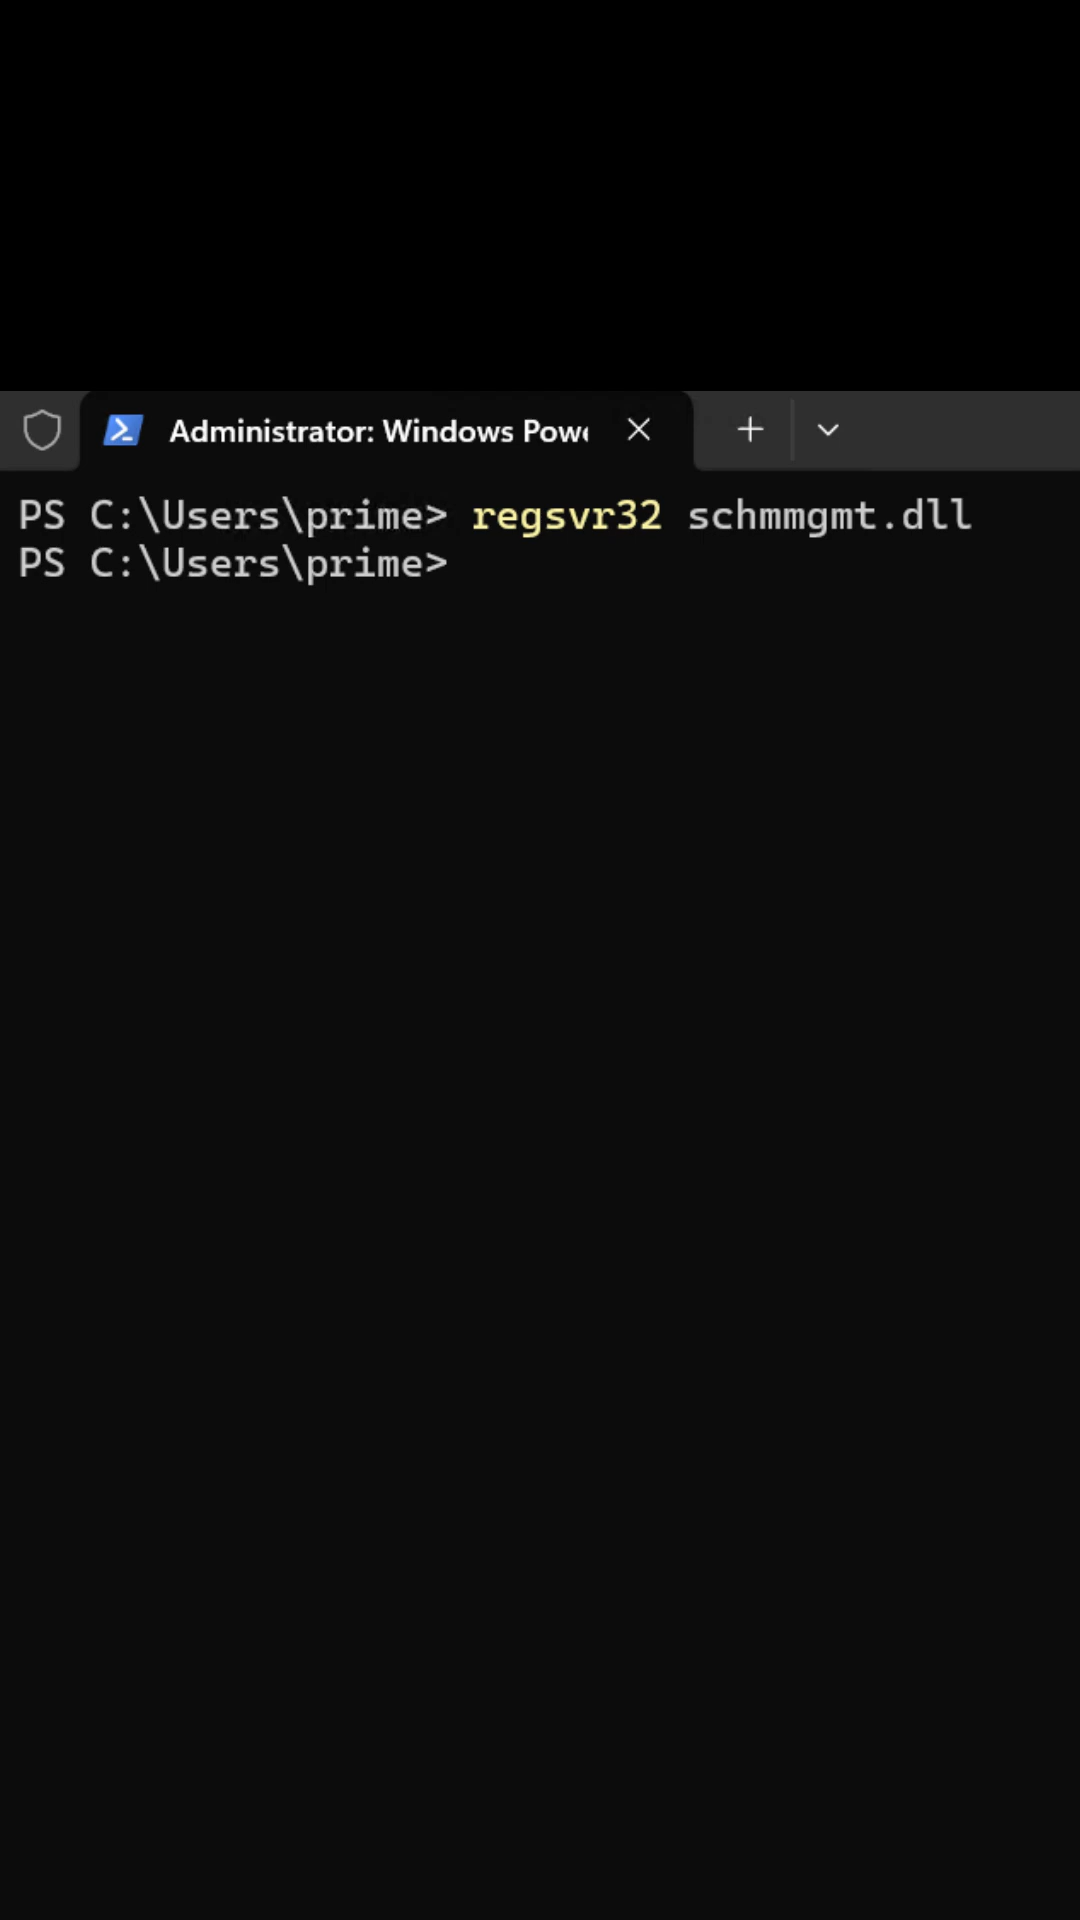 Administrator: Windows Pow
PS C:\Users\prime> regsvr32 schmmgmt.dll
PS C:\Users\prime>